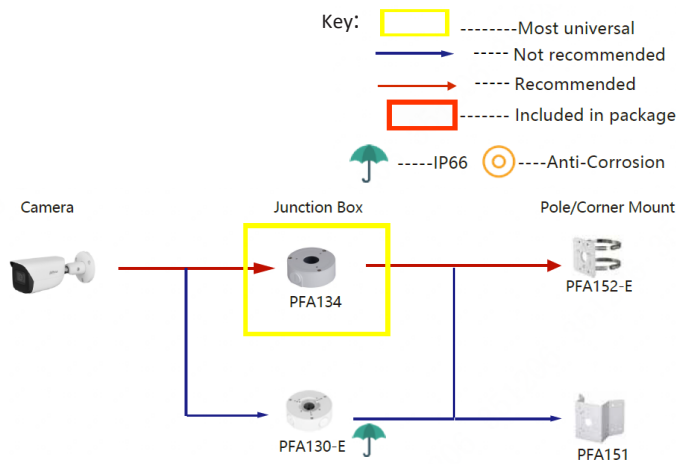 Key:
--------Most universal
----- Not recommended
----- Recommended
------- Included in package
-----IP66
----Anti-Corrosion
Camera
Junction Box
Pole/Corner Mount
PFA134
PFA152-E
PFA130-E
PFA151